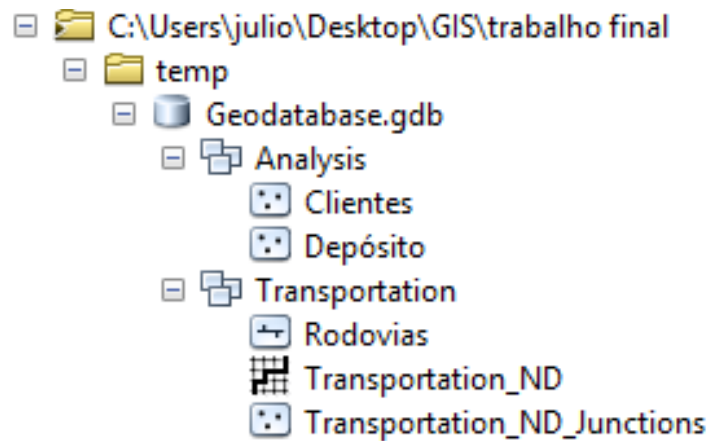 C:\Users\julio\Desktop\GIS\trabalho final
temp
Geodatabase.gdb
Analysis
Clientes
Depósito
Transportation
Rodovias
Transportation_ND
Transportation_ND_Junctions